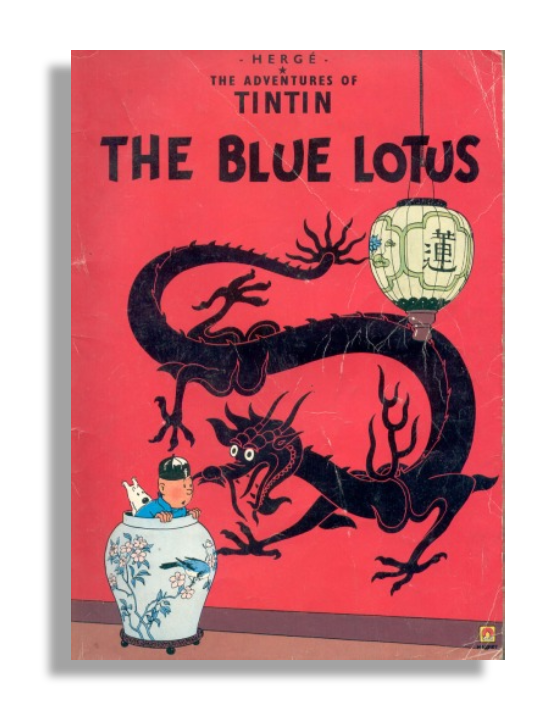 - HERGÉ -
THE ADVENTURES OF
TINTIN
THE BLUE LOTUS
蓮